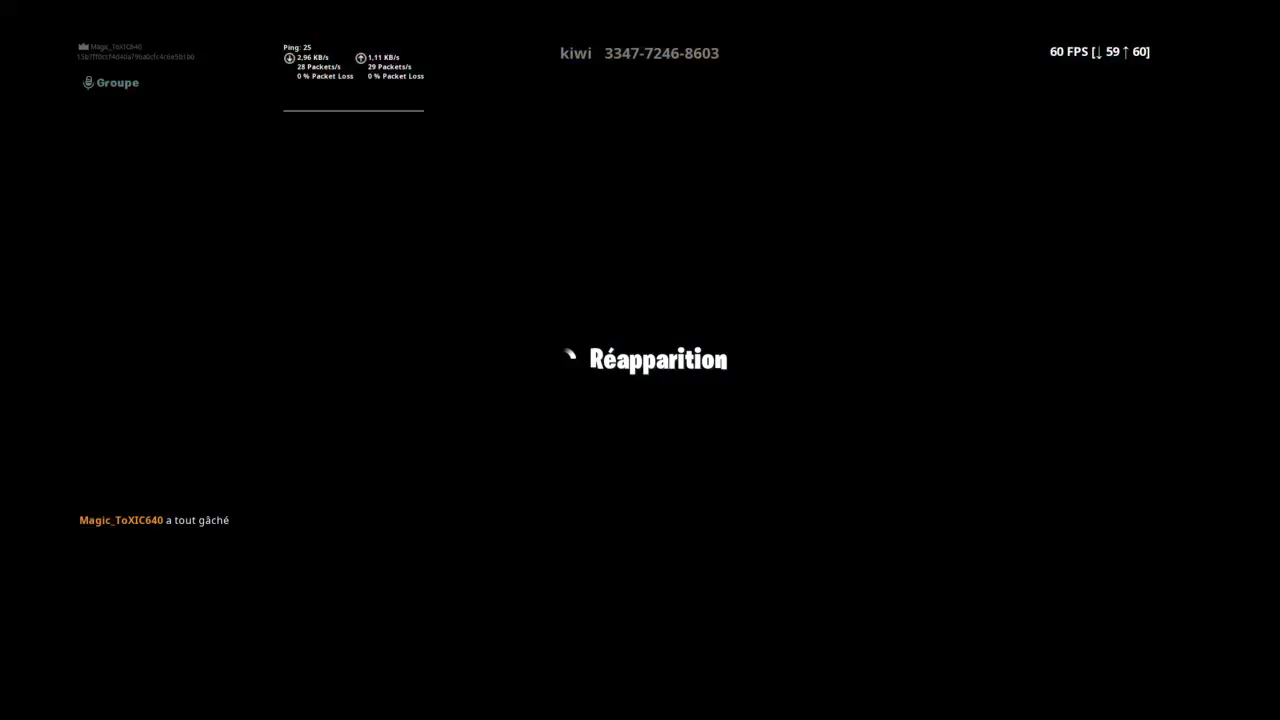 Magic_ToXIC640
Groupe
Ping: 25
2,96 KB/s
28 Packets/s
0 % Packet Loss
1,11 KB/s
29 Packets/s
0 % Packet Loss
kiwi 3347-7246-8603
60 FPS [↓ 59 ↑ 60]
Réapparition
Magic_ToXIC640 a tout gâché